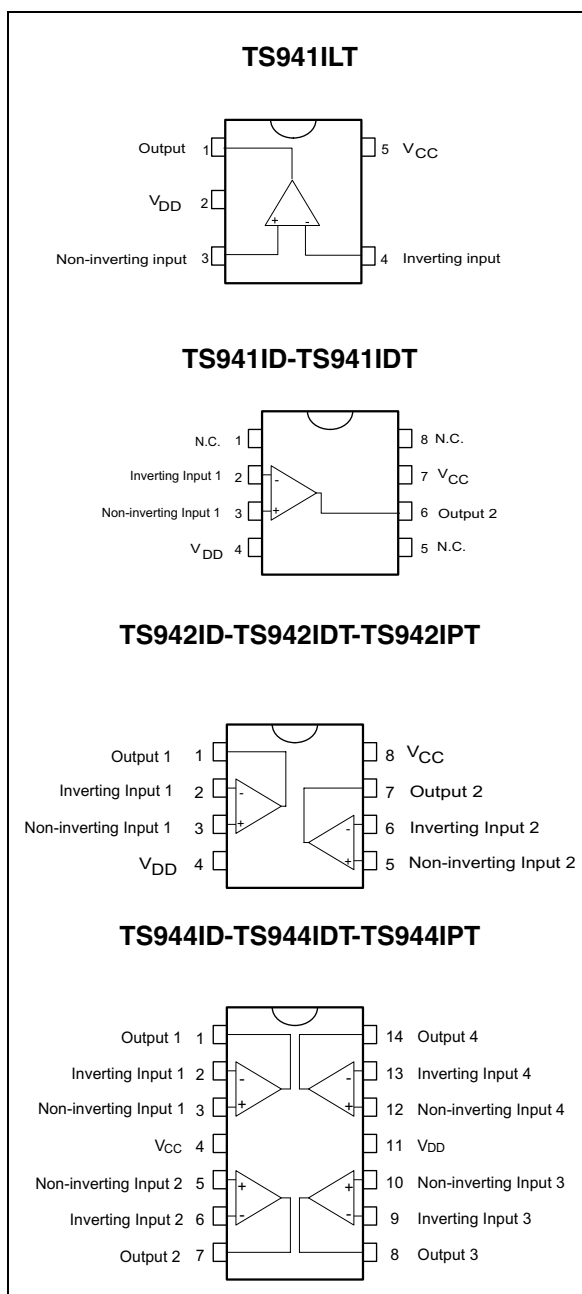 TS941ILT
Output 1 5 VCC
VDD 2
+ -
Non-inverting input 3 4 Inverting input
TS941ID-TS941IDT
N.C. 1 8 N.C.
Inverting Input 1 2 - 7 VCC
Non-inverting Input 1 3 + 6 Output 2
VDD 4 5 N.C.
TS942ID-TS942IDT-TS942IPT
Output 1 1 8 VCC
Inverting Input 1 2 - 7 Output 2
Non-inverting Input 1 3 + - 6 Inverting Input 2
VDD 4 + 5 Non-inverting Input 2
TS944ID-TS944IDT-TS944IPT
Output 1 1 14 Output 4
Inverting Input 1 2 - - 13 Inverting Input 4
Non-inverting Input 1 3 + + 12 Non-inverting Input 4
VCC 4 11 VDD
Non-inverting Input 2 5 + + 10 Non-inverting Input 3
Inverting Input 2 6 - - 9 Inverting Input 3
Output 2 7 8 Output 3